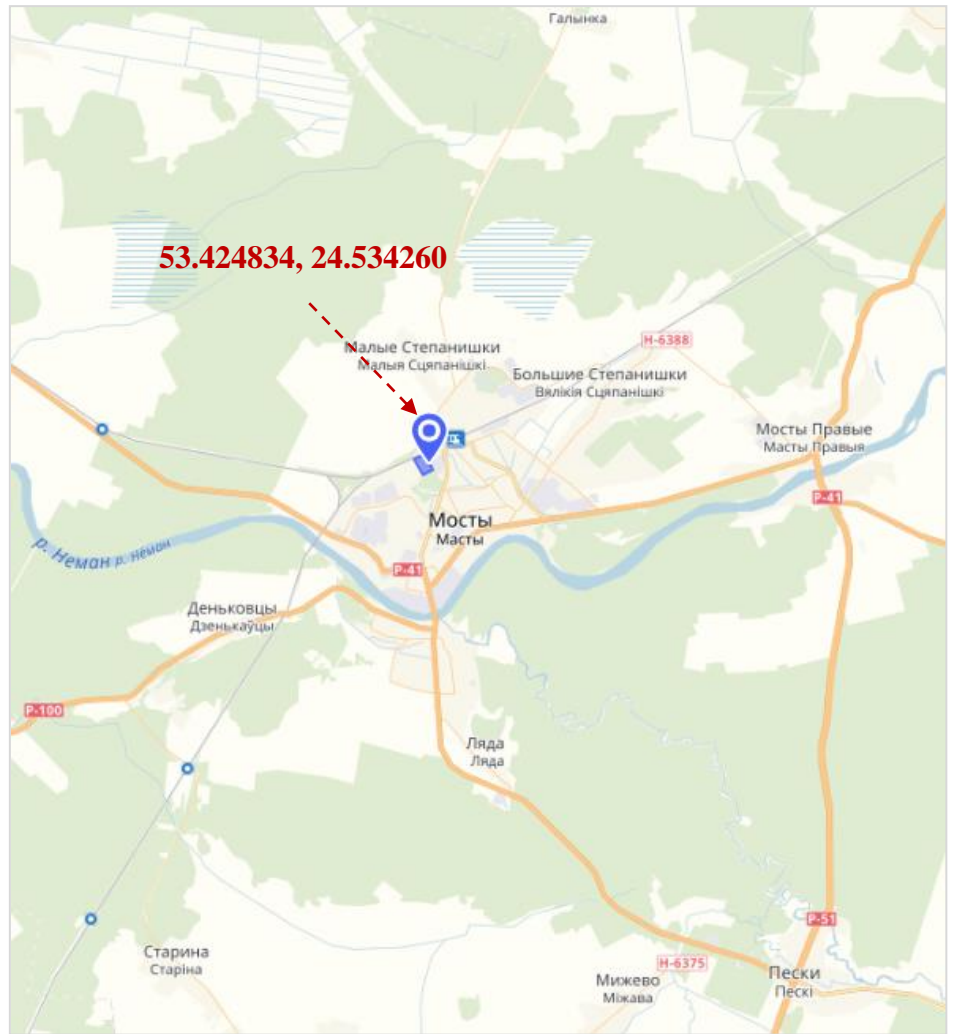 Галынка
53.424834, 24.534260
Н-6388
Малые Степанишки
Малыя Сцяпанішкі
Большие Степанишки
Вялікія Сцяпанішкі
Мосты Правые
Масты Правыя
Р-41
Мосты
Масты
р. Неман р. нёман
Р-41
Деньковцы
Дзенькаўцы
Р-100
Ляда
Ляда
Р-51
Старина
Старіна
Н-6375
Пески
Пескі
Мижево
Міжава